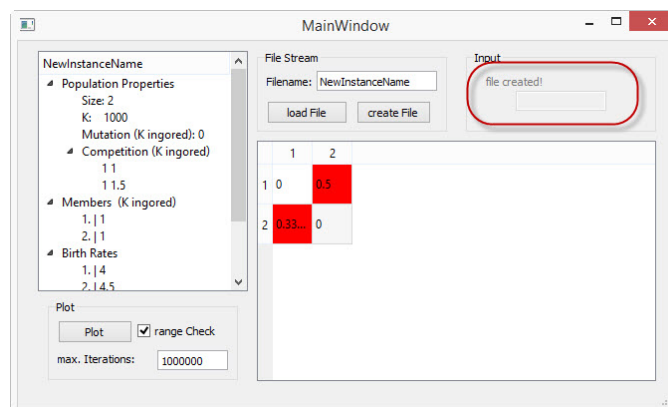 MainWindow
NewInstanceName
Population Properties
Size: 2
K: 1000
Mutation (K ingored): 0
Competition (K ingored)
1 1
1 1.5
Members (K ingored)
1. | 1
2. | 1
Birth Rates
1. | 4
2. | 4.5
File Stream
Filename: NewInstanceName
load File create File
Input
file created!
1 2
1 0 0.5
2 0.33... 0
Plot
Plot range Check
max. Iterations: 1000000